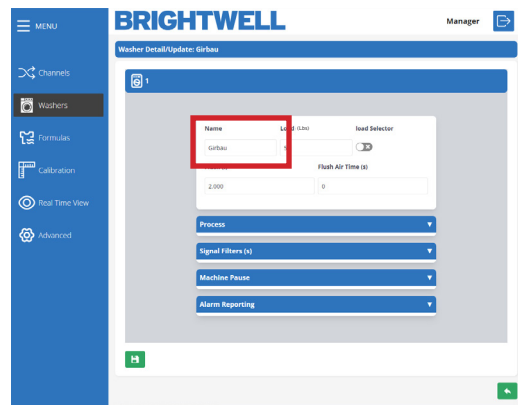 MENU
BRIGHTWELL
Manager
Washer Detail/Update: Girbau
Channels
1
Washers
Name
(Lbs)
load Selector
Formulas
Girbau
Calibration
Flush Air Time (s)
2.000
0
Real Time View
Process
Advanced
Signal Filters (s)
Machine Pause
Alarm Reporting